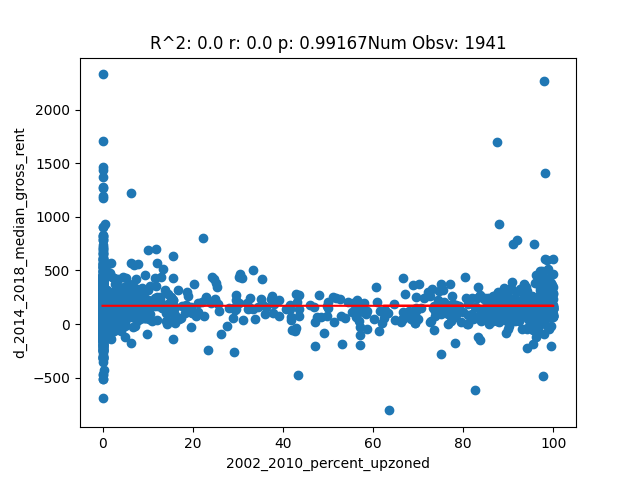 R^2: 0.0 r: 0.0 p: 0.99167Num Obsv: 1941
d_2014_2018_median_gross_rent
2000
1500
1000
500
0
−500
0 20 40 60 80 100
2002_2010_percent_upzoned